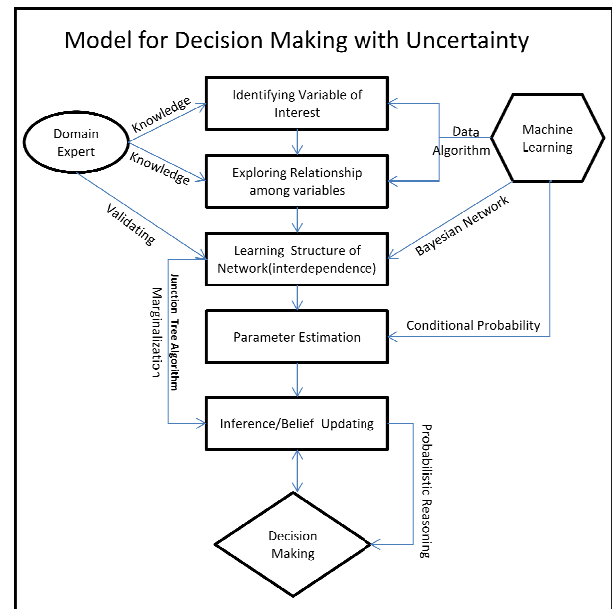 Model for Decision Making with Uncertainty
Identifying Variable of
Interest
Domain
Expert
Knowledge
Knowledge
Data
Algorithm
Machine
Learning
Exploring Relationship
among variables
Validating
Bayesian Network
Learning Structure of
Network(interdependence)
Junction Tree Algorithm
Marginalization
Parameter Estimation
Conditional Probability
Inference/Belief Updating
Probabilistic Reasoning
Decision
Making